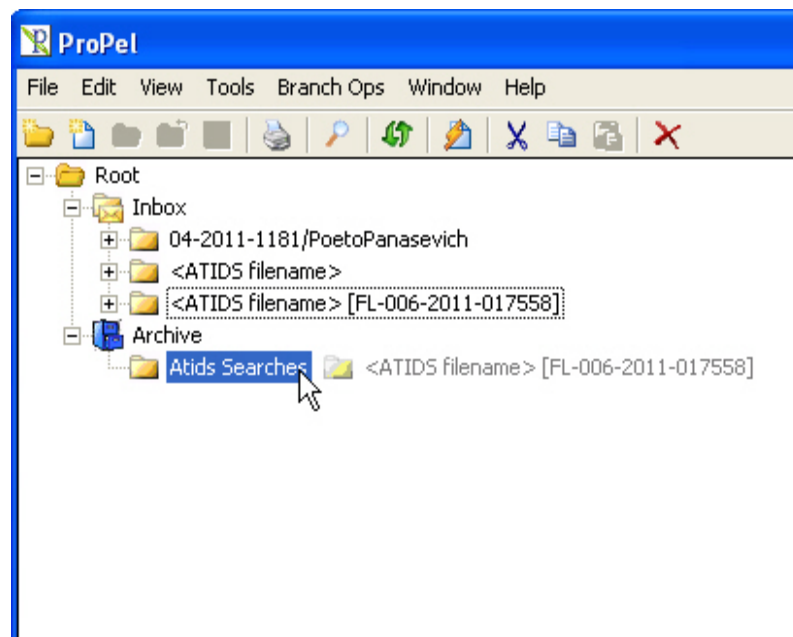 ProPel
File Edit View Tools Branch Ops Window Help
Root
Inbox
04-2011-1181/PoetoPanasevich
<ATIDS filename>
<ATIDS filename> [FL-006-2011-017558]
Archive
Atids Searches <ATIDS filename> [FL-006-2011-017558]